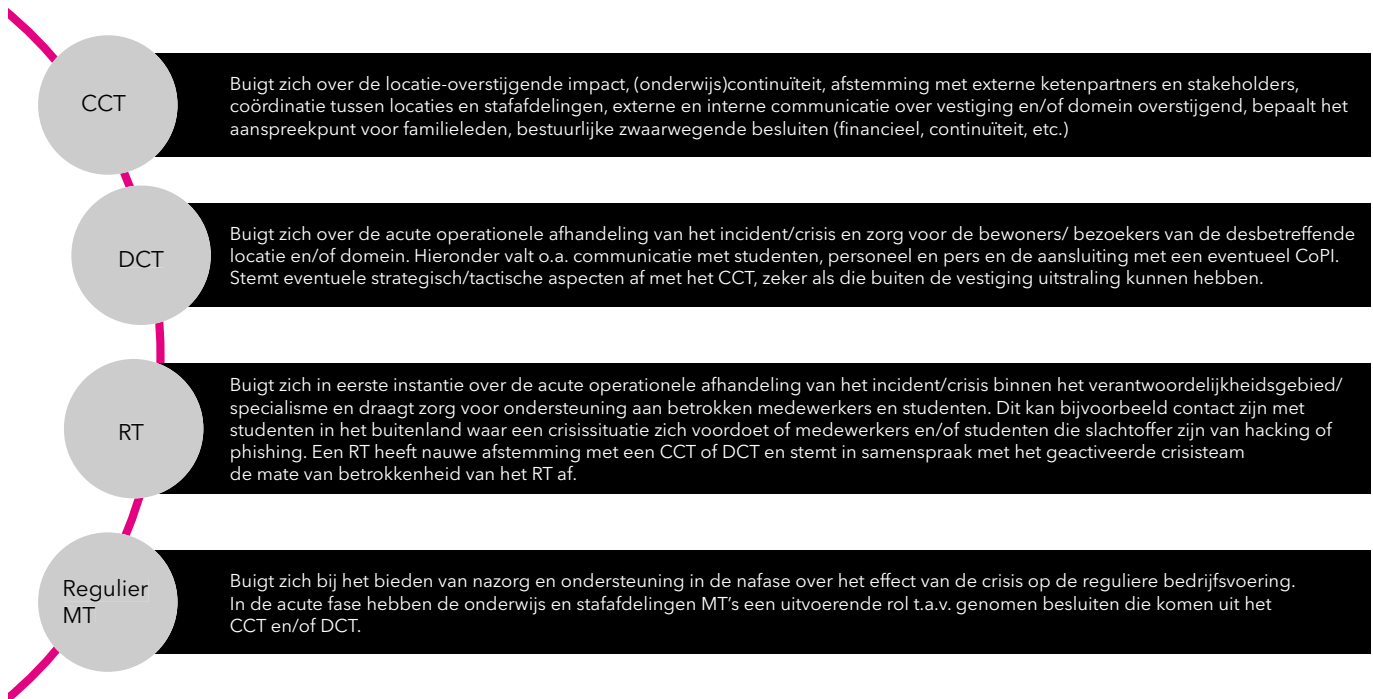 CCT
Buigt zich over de locatie-overstijgende impact, (onderwijs)continuïteit, afstemming met externe ketenpartners en stakeholders,
coördinatie tussen locaties en stafafdelingen, externe en interne communicatie over vestiging en/of domein overstijgend, bepaalt het
aanspreekpunt voor familieleden, bestuurlijke zwaarwegende besluiten (financieel, continuïteit, etc.)
DCT
Buigt zich over de acute operationele afhandeling van het incident/crisis en zorg voor de bewoners/ bezoekers van de desbetreffende
locatie en/of domein. Hieronder valt o.a. communicatie met studenten, personeel en pers en de aansluiting met een eventueel CoPI.
Stemt eventuele strategisch/tactische aspecten af met het CCT, zeker als die buiten de vestiging uitstraling kunnen hebben.
RT
Buigt zich in eerste instantie over de acute operationele afhandeling van het incident/crisis binnen het verantwoordelijkheidsgebied/
specialisme en draagt zorg voor ondersteuning aan betrokken medewerkers en studenten. Dit kan bijvoorbeeld contact zijn met
studenten in het buitenland waar een crisissituatie zich voordoet of medewerkers en/of studenten die slachtoffer zijn van hacking of
phishing. Een RT heeft nauwe afstemming met een CCT of DCT en stemt in samenspraak met het geactiveerde crisisteam
de mate van betrokkenheid van het RT af.
Regulier
MT
Buigt zich bij het bieden van nazorg en ondersteuning in de nafase over het effect van de crisis op de reguliere bedrijfsvoering.
In de acute fase hebben de onderwijs en stafafdelingen MT's een uitvoerende rol t.a.v. genomen besluiten die komen uit het
CCT en/of DCT.